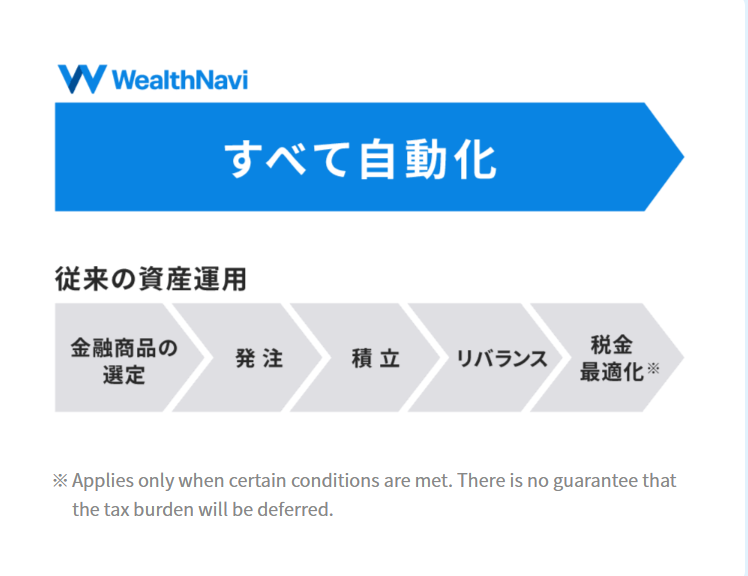 WealthNavi
すべて自動化
従来の資産運用
金融商品の
選定
発注
積立
リバランス
税金
最適化※
※ Applies only when certain conditions are met. There is no guarantee that
the tax burden will be deferred.